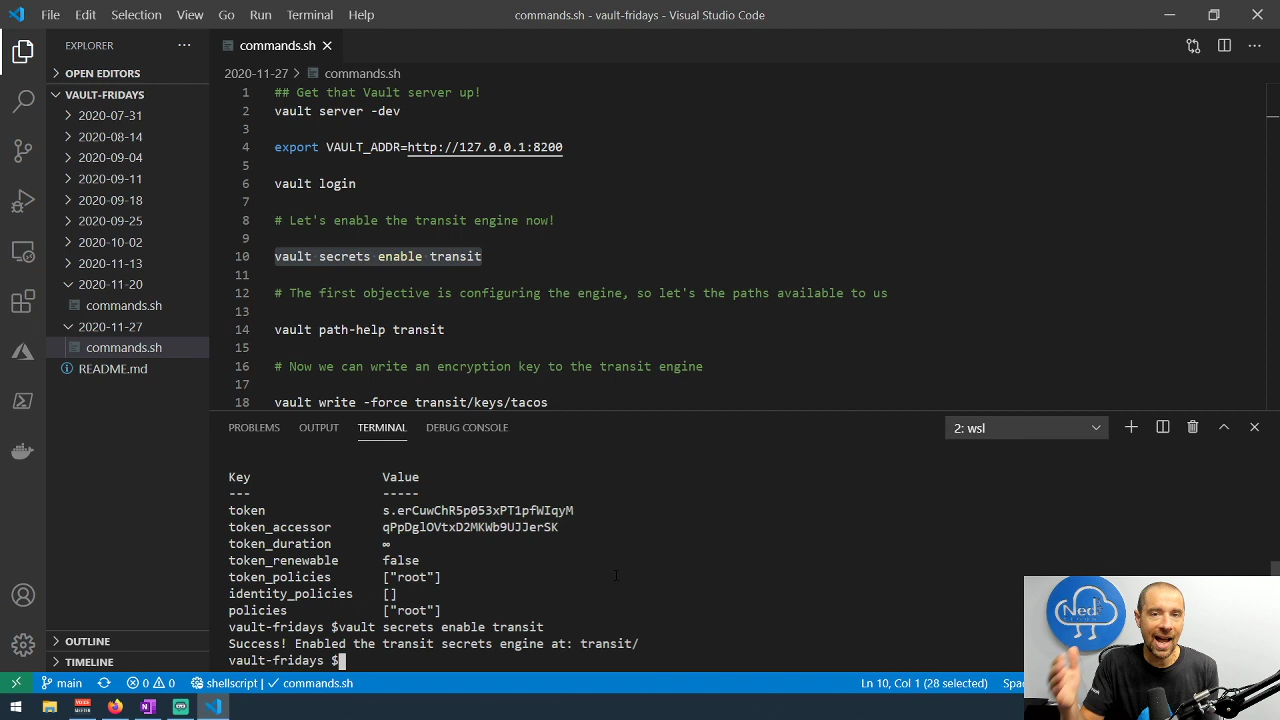 File Edit Selection View Go Run Terminal Help
commands.sh - vault-fridays - Visual Studio Code
EXPLORER
OPEN EDITORS
VAULT-FRIDAYS
2020-07-31
2020-08-14
2020-09-04
2020-09-11
2020-09-18
2020-09-25
2020-10-02
2020-11-13
2020-11-20
commands.sh
2020-11-27
commands.sh
README.md
OUTLINE
TIMELINE
commands.sh
2020-11-27 > commands.sh
1 ## Get that Vault server up!
2 vault server -dev
3
4 export VAULT_ADDR=http://127.0.0.1:8200
5
6 vault login
7
8 # Let's enable the transit engine now!
9
10 vault secrets enable transit
11
12 # The first objective is configuring the engine, so let's the paths available to us
13
14 vault path-help transit
15
16 # Now we can write an encryption key to the transit engine
17
18 vault write -force transit/keys/tacos
PROBLEMS OUTPUT TERMINAL DEBUG CONSOLE
2: wsl
Key Value
--- -----
token s.erCuwChR5p053xPT1pfWIqyM
token_accessor qPpDglOVtxD2MKWb9UJJerSK
token_duration ∞
token_renewable false
token_policies ["root"]
identity_policies []
policies ["root"]
vault-fridays $vault secrets enable transit
Success! Enabled the transit secrets engine at: transit/
vault-fridays $
Ned
main 0 0 shellscript | ✓ commands.sh
Ln 10, Col 1 (28 selected)